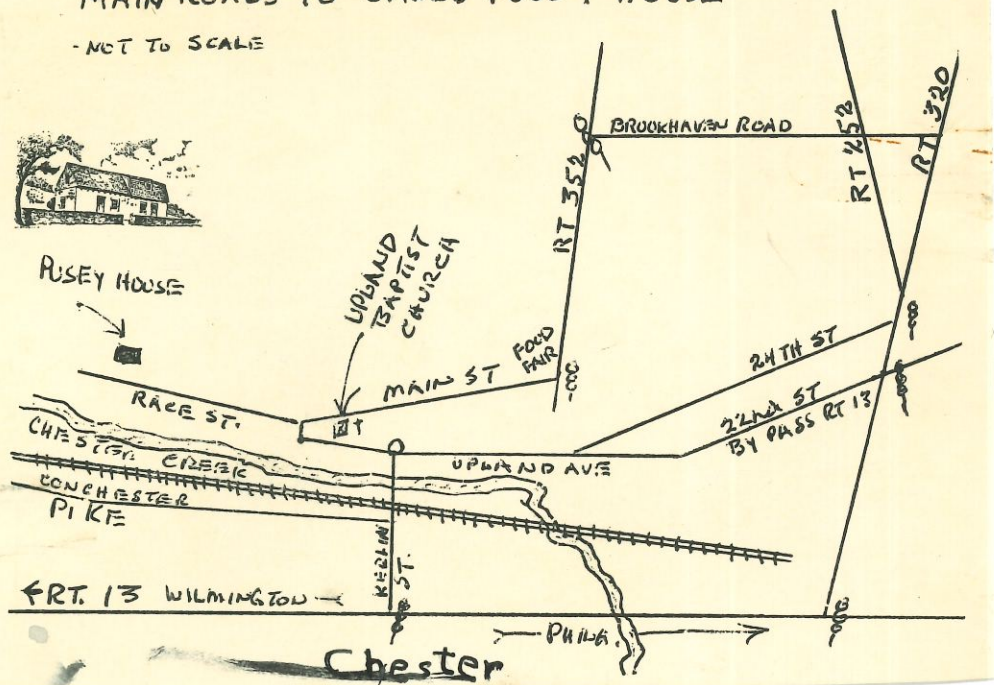 MAIN ROADS TO CALEB PUSEY HOUSE
- NOT TO SCALE
BROOKHAVEN ROAD
RT 252
RT 320
RT 352
PUSEY HOUSE
UPLAND
BAPTIST
CHURCH
FOOD
FAIR
MAIN ST
24TH ST
22ND ST
BY PASS RT 13
RACE ST.
UPLAND AVE
CHESTER CREEK
CONCHESTER
PIKE
KERLIN ST.
←RT. 13 WILMINGTON
PHILA.
Chester